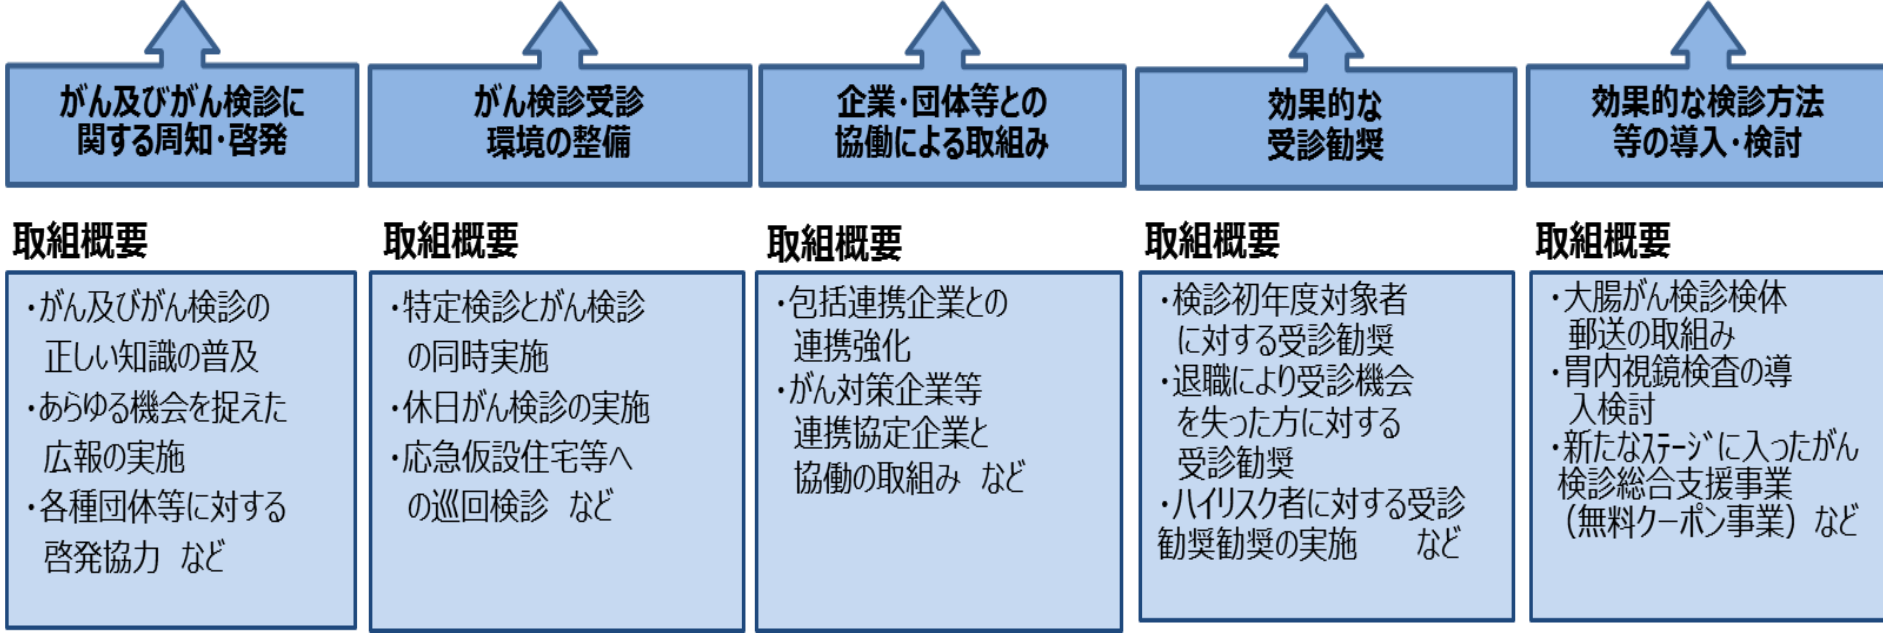 がん及びがん検診に
関する周知・啓発
取組概要
・がん及びがん検診の
正しい知識の普及
・あらゆる機会を捉えた
広報の実施
・各種団体等に対する
啓発協力 など
がん検診受診
環境の整備
取組概要
・特定検診とがん検診
の同時実施
・休日がん検診の実施
・応急仮設住宅等へ
の巡回検診 など
企業・団体等との
協働による取組み
取組概要
・包括連携企業との
連携強化
・がん対策企業等
連携協定企業と
協働の取組み など
効果的な
受診勧奨
取組概要
・検診初年度対象者
に対する受診勧奨
・退職により受診機会
を失った方に対する
受診勧奨
・ハイリスク者に対する受診
勧奨勧奨の実施 など
効果的な検診方法
等の導入・検討
取組概要
・大腸がん検診検体
郵送の取組み
・胃内視鏡検査の導
入検討
・新たなｽﾃｰｼﾞに入ったがん
検診総合支援事業
（無料クーポン事業）など